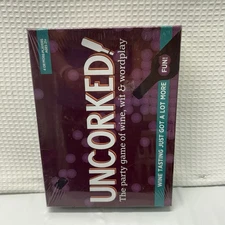 UNCORKED!
The party game of wine, wit & wordplay
WINE TASTING JUST GOT A LOT MORE
FUN!